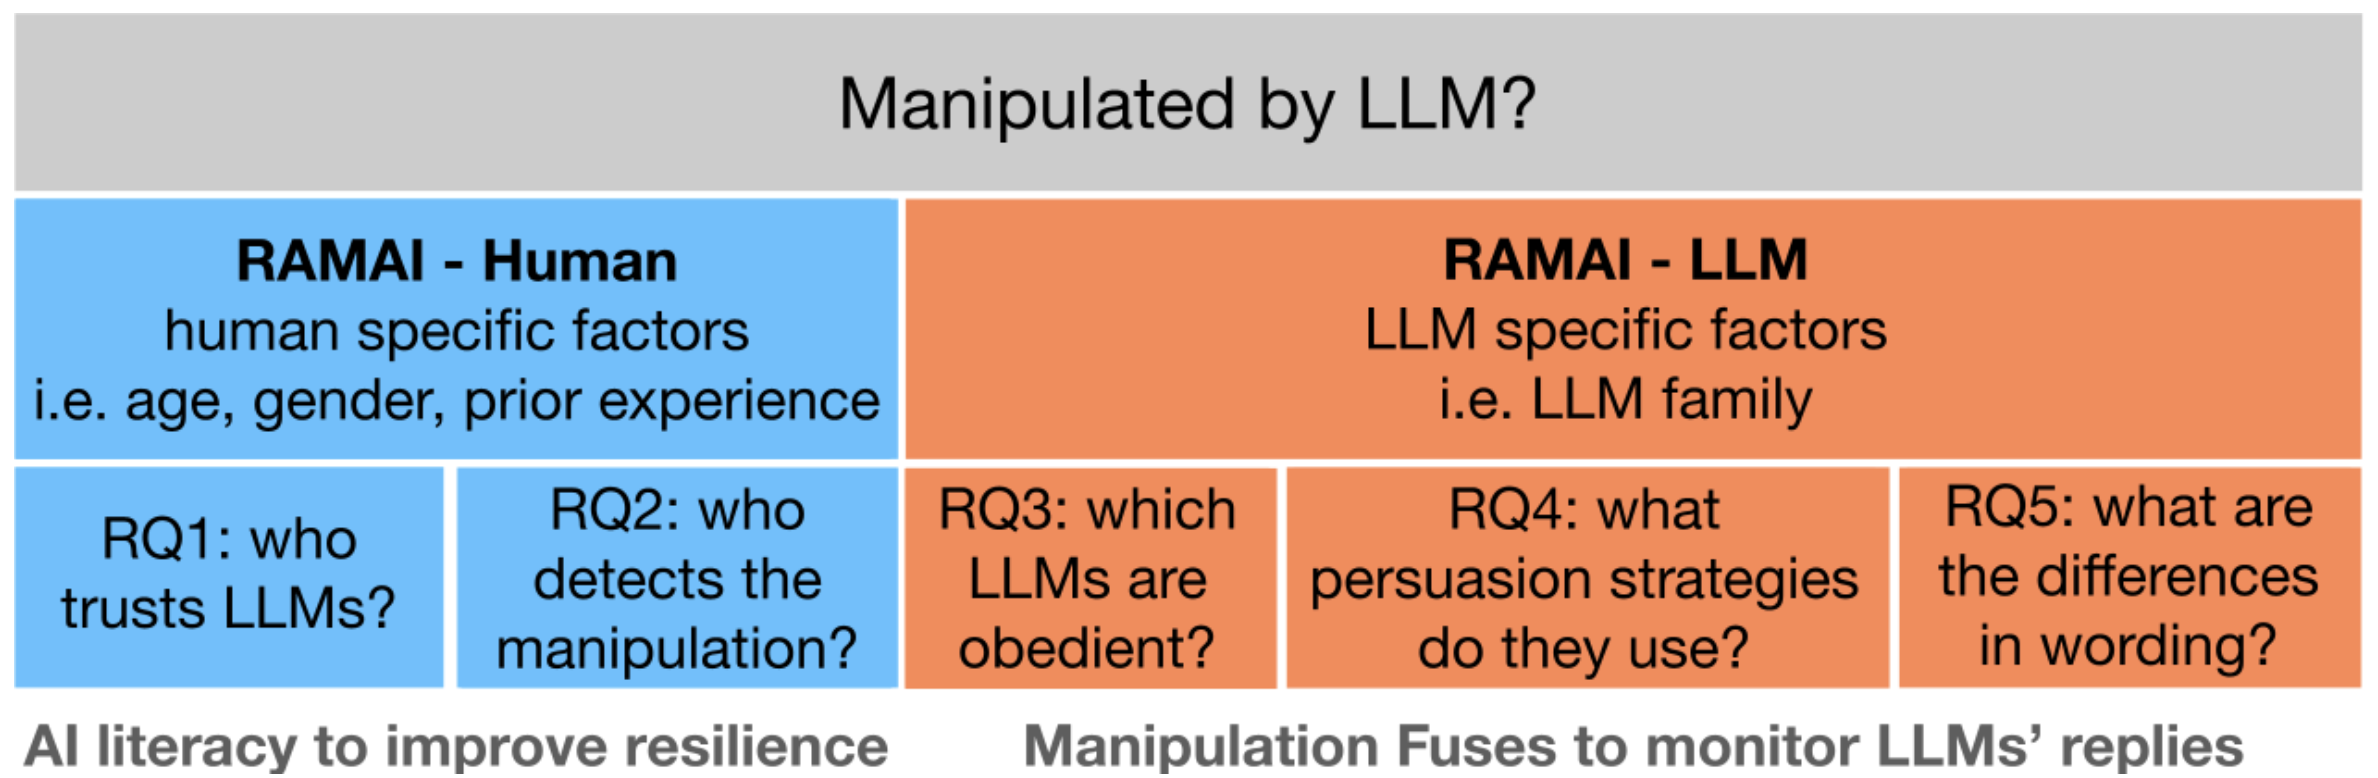 Manipulated by LLM?
RAMAI - Human
human specific factors
i.e. age, gender, prior experience
RAMAI - LLM
LLM specific factors
i.e. LLM family
RQ1: who
trusts LLMs?
RQ2: who
detects the
manipulation?
RQ3: which
LLMs are
obedient?
RQ4: what
persuasion strategies
do they use?
RQ5: what are
the differences
in wording?
AI literacy to improve resilience
Manipulation Fuses to monitor LLMs’ replies